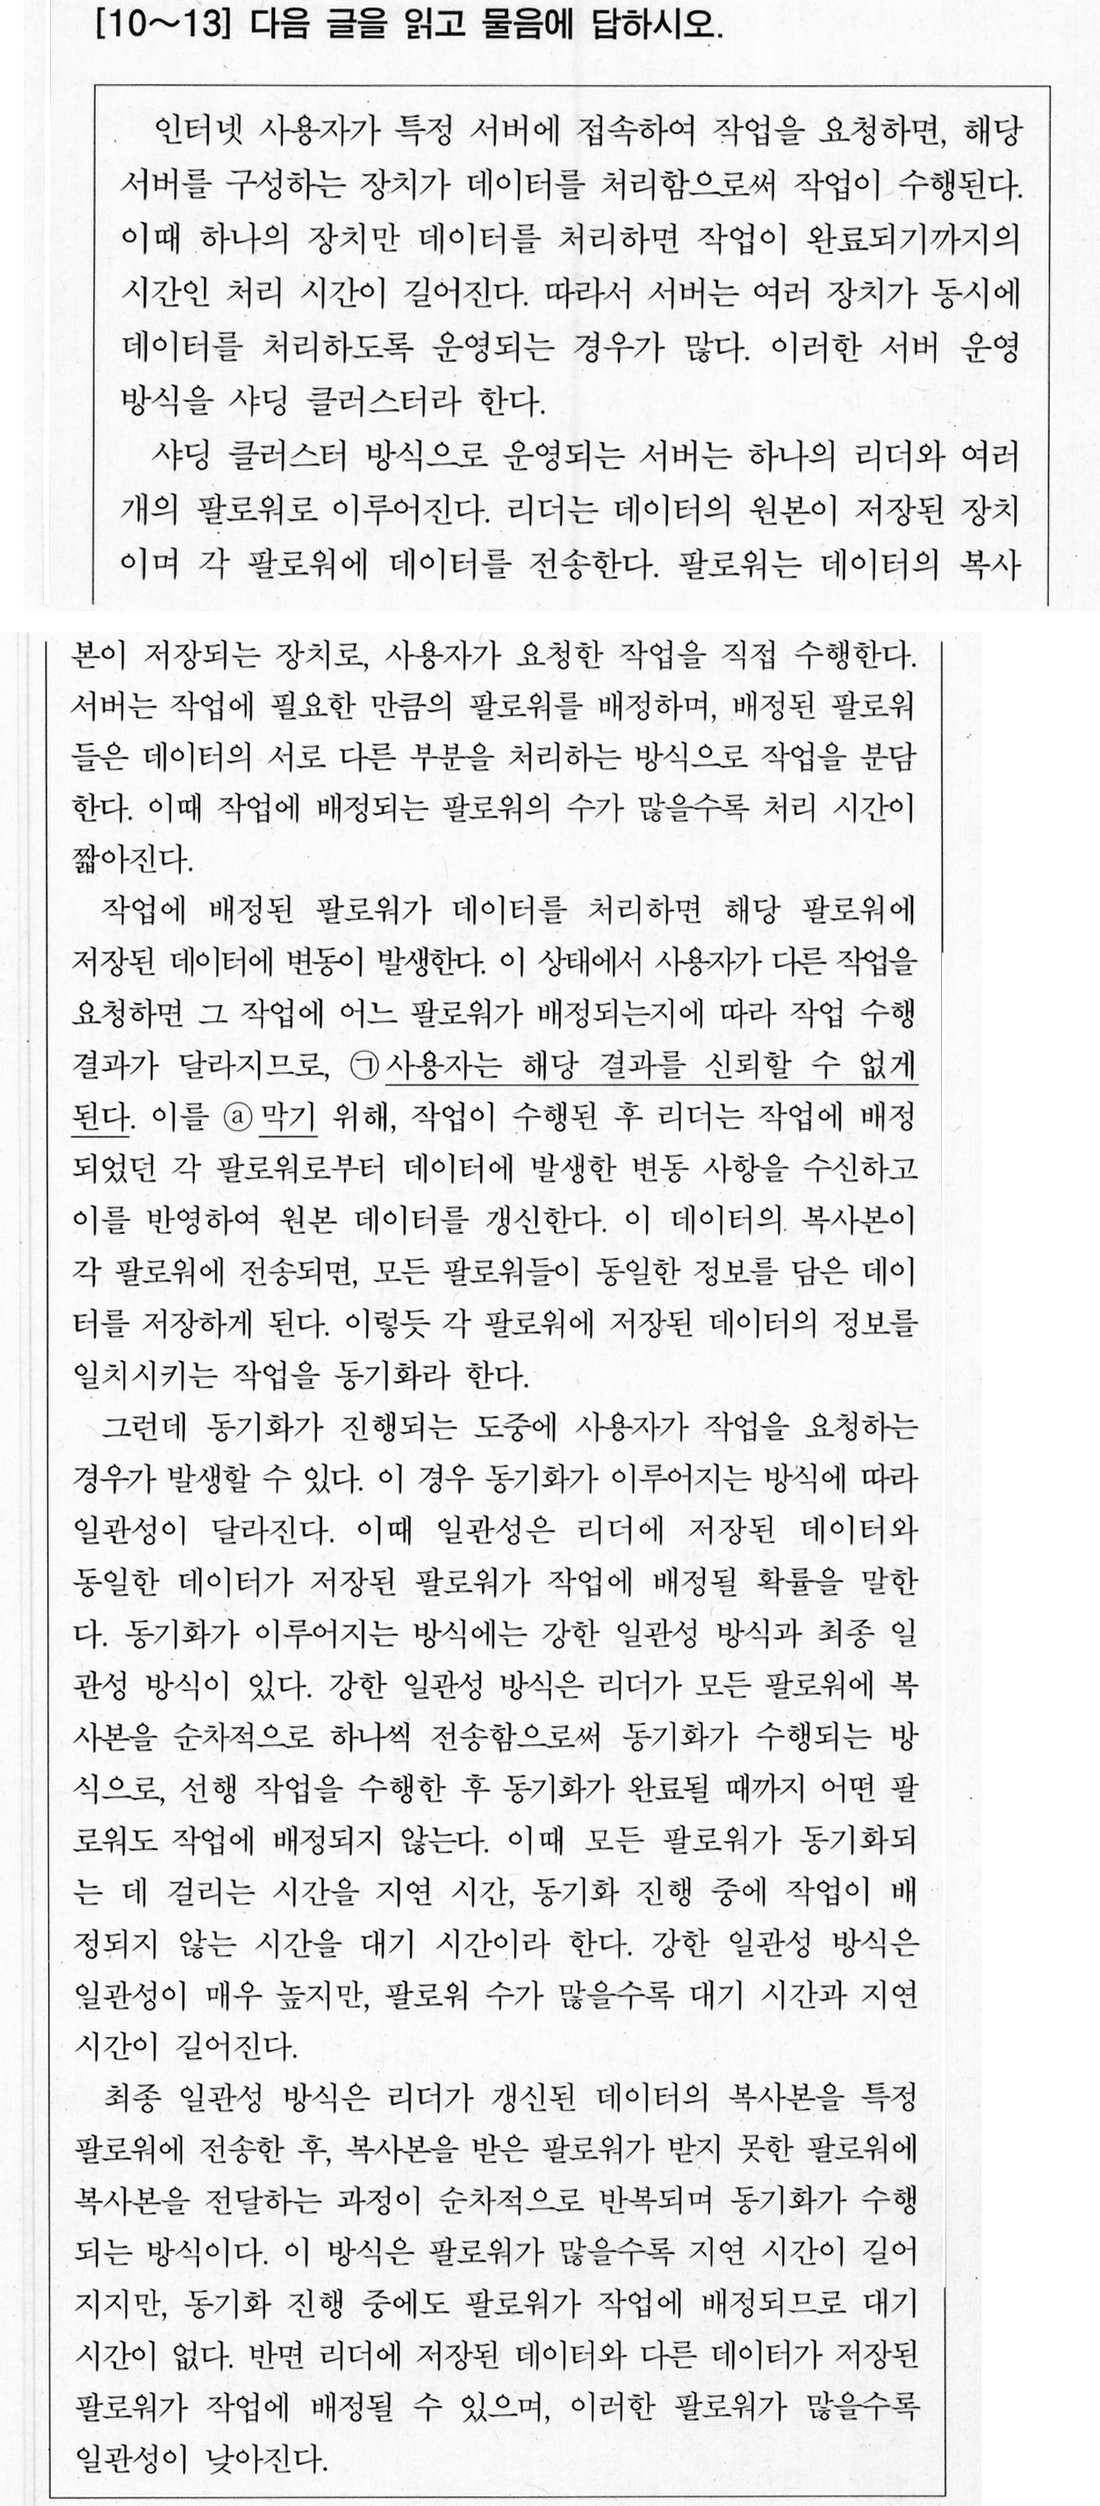 [10～13] 다음 글을 읽고 물음에 답하시오.
인터넷 사용자가 특정 서버에 접속하여 작업을 요청하면, 해당
서버를 구성하는 장치가 데이터를 처리함으로써 작업이 수행된다.
이때 하나의 장치만 데이터를 처리하면 작업이 완료되기까지의
시간인 처리 시간이 길어진다. 따라서 서버는 여러 장치가 동시에
데이터를 처리하도록 운영되는 경우가 많다. 이러한 서버 운영
방식을 샤딩 클러스터라 한다.
샤딩 클러스터 방식으로 운영되는 서버는 하나의 리더와 여러
개의 팔로워로 이루어진다. 리더는 데이터의 원본이 저장된 장치
이며 각 팔로워에 데이터를 전송한다. 팔로워는 데이터의 복사
본이 저장되는 장치로, 사용자가 요청한 작업을 직접 수행한다.
서버는 작업에 필요한 만큼의 팔로워를 배정하며, 배정된 팔로워
들은 데이터의 서로 다른 부분을 처리하는 방식으로 작업을 분담
한다. 이때 작업에 배정되는 팔로워의 수가 많을수록 처리 시간이
짧아진다.
작업에 배정된 팔로워가 데이터를 처리하면 해당 팔로워에
저장된 데이터에 변동이 발생한다. 이 상태에서 사용자가 다른 작업을
요청하면 그 작업에 어느 팔로워가 배정되는지에 따라 작업 수행
결과가 달라지므로, ㉠사용자는 해당 결과를 신뢰할 수 없게
된다. 이를 ⓐ막기 위해, 작업이 수행된 후 리더는 작업에 배정
되었던 각 팔로워로부터 데이터에 발생한 변동 사항을 수신하고
이를 반영하여 원본 데이터를 갱신한다. 이 데이터의 복사본이
각 팔로워에 전송되면, 모든 팔로워들이 동일한 정보를 담은 데이
터를 저장하게 된다. 이렇듯 각 팔로워에 저장된 데이터의 정보를
일치시키는 작업을 동기화라 한다.
그런데 동기화가 진행되는 도중에 사용자가 작업을 요청하는
경우가 발생할 수 있다. 이 경우 동기화가 이루어지는 방식에 따라
일관성이 달라진다. 이때 일관성은 리더에 저장된 데이터와
동일한 데이터가 저장된 팔로워가 작업에 배정될 확률을 말한
다. 동기화가 이루어지는 방식에는 강한 일관성 방식과 최종 일
관성 방식이 있다. 강한 일관성 방식은 리더가 모든 팔로워에 복
사본을 순차적으로 하나씩 전송함으로써 동기화가 수행되는 방
식으로, 선행 작업을 수행한 후 동기화가 완료될 때까지 어떤 팔
로워도 작업에 배정되지 않는다. 이때 모든 팔로워가 동기화되
는 데 걸리는 시간을 지연 시간, 동기화 진행 중에 작업이 배
정되지 않는 시간을 대기 시간이라 한다. 강한 일관성 방식은
일관성이 매우 높지만, 팔로워 수가 많을수록 대기 시간과 지연
시간이 길어진다.
최종 일관성 방식은 리더가 갱신된 데이터의 복사본을 특정
팔로워에 전송한 후, 복사본을 받은 팔로워가 받지 못한 팔로워에
복사본을 전달하는 과정이 순차적으로 반복되며 동기화가 수행
되는 방식이다. 이 방식은 팔로워가 많을수록 지연 시간이 길어
지지만, 동기화 진행 중에도 팔로워가 작업에 배정되므로 대기
시간이 없다. 반면 리더에 저장된 데이터와 다른 데이터가 저장된
팔로워가 작업에 배정될 수 있으며, 이러한 팔로워가 많을수록
일관성이 낮아진다.